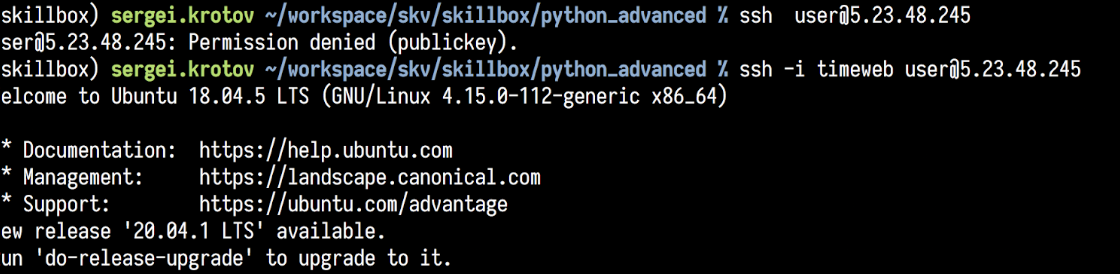 skillbox) sergei.krotov ~/workspace/skv/skillbox/python_advanced % ssh  user@5.23.48.245
ser@5.23.48.245: Permission denied (publickey).
skillbox) sergei.krotov ~/workspace/skv/skillbox/python_advanced % ssh -i timeweb user@5.23.48.245
elcome to Ubuntu 18.04.5 LTS (GNU/Linux 4.15.0-112-generic x86_64)
* Documentation:  https://help.ubuntu.com
* Management:     https://landscape.canonical.com
* Support:        https://ubuntu.com/advantage
ew release '20.04.1 LTS' available.
un 'do-release-upgrade' to upgrade to it.